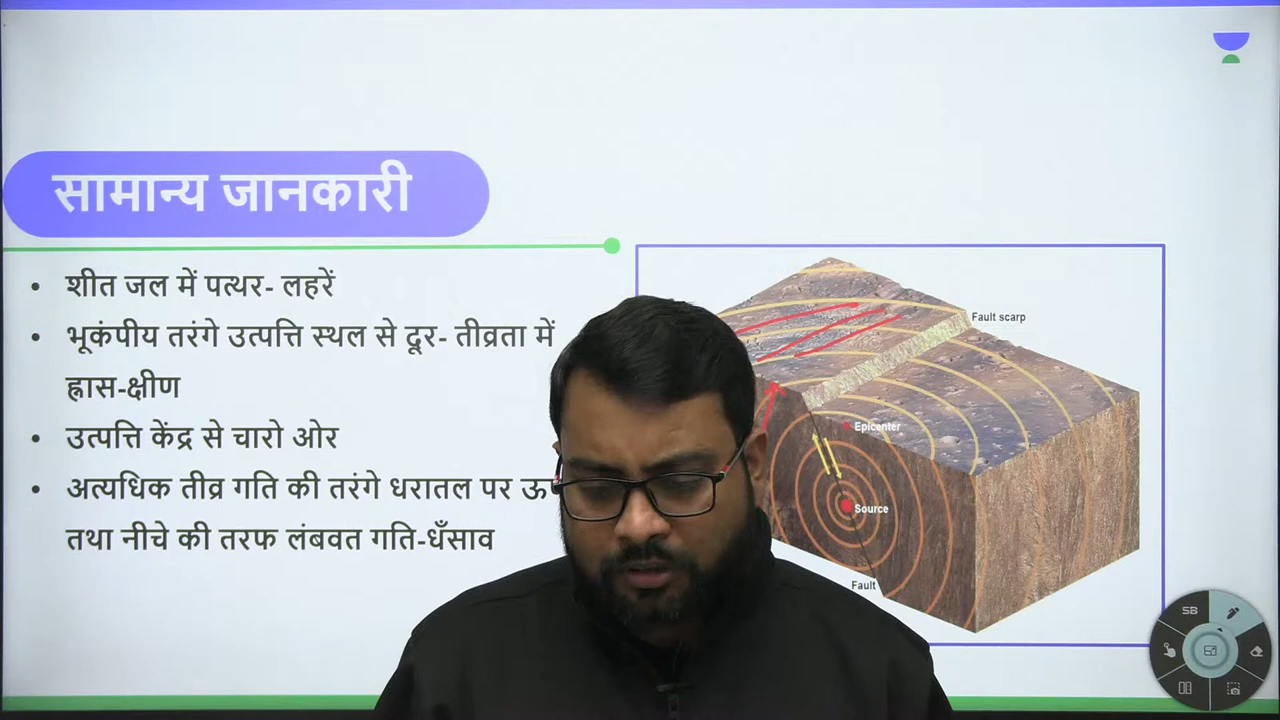 सामान्य जानकारी
• शीत जल में पत्थर- लहरें
• भूकंपीय तरंगे उत्पत्ति स्थल से दूर- तीव्रता में
ह्रास-क्षीण
• उत्पत्ति केंद्र से चारो ओर
• अत्यधिक तीव्र गति की तरंगे धरातल पर
तथा नीचे की तरफ लंबवत गति-धँसाव
Fault scarp
Epicenter
Source
Fault
SB